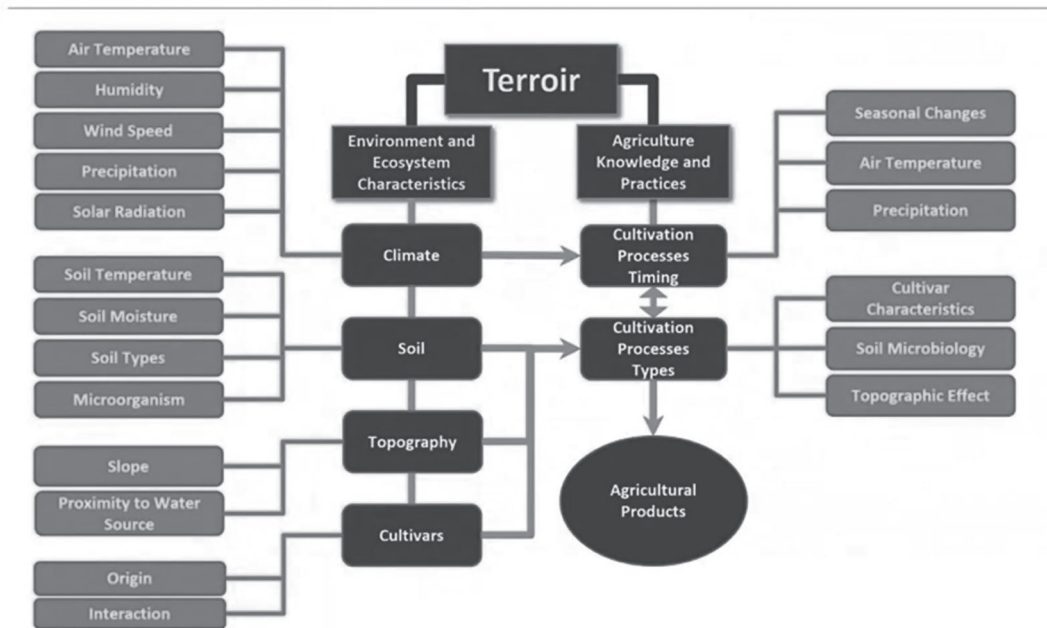 Terroir
Environment and
Ecosystem
Characteristics
Agriculture
Knowledge and
Practices
Air Temperature
Humidity
Wind Speed
Precipitation
Solar Radiation
Climate
Cultivation
Processes
Timing
Seasonal Changes
Air Temperature
Precipitation
Soil Temperature
Soil Moisture
Soil Types
Microorganism
Soil
Cultivation
Processes
Types
Cultivar
Characteristics
Soil Microbiology
Topographic Effect
Slope
Proximity to Water
Source
Topography
Agricultural
Products
Origin
Interaction
Cultivars